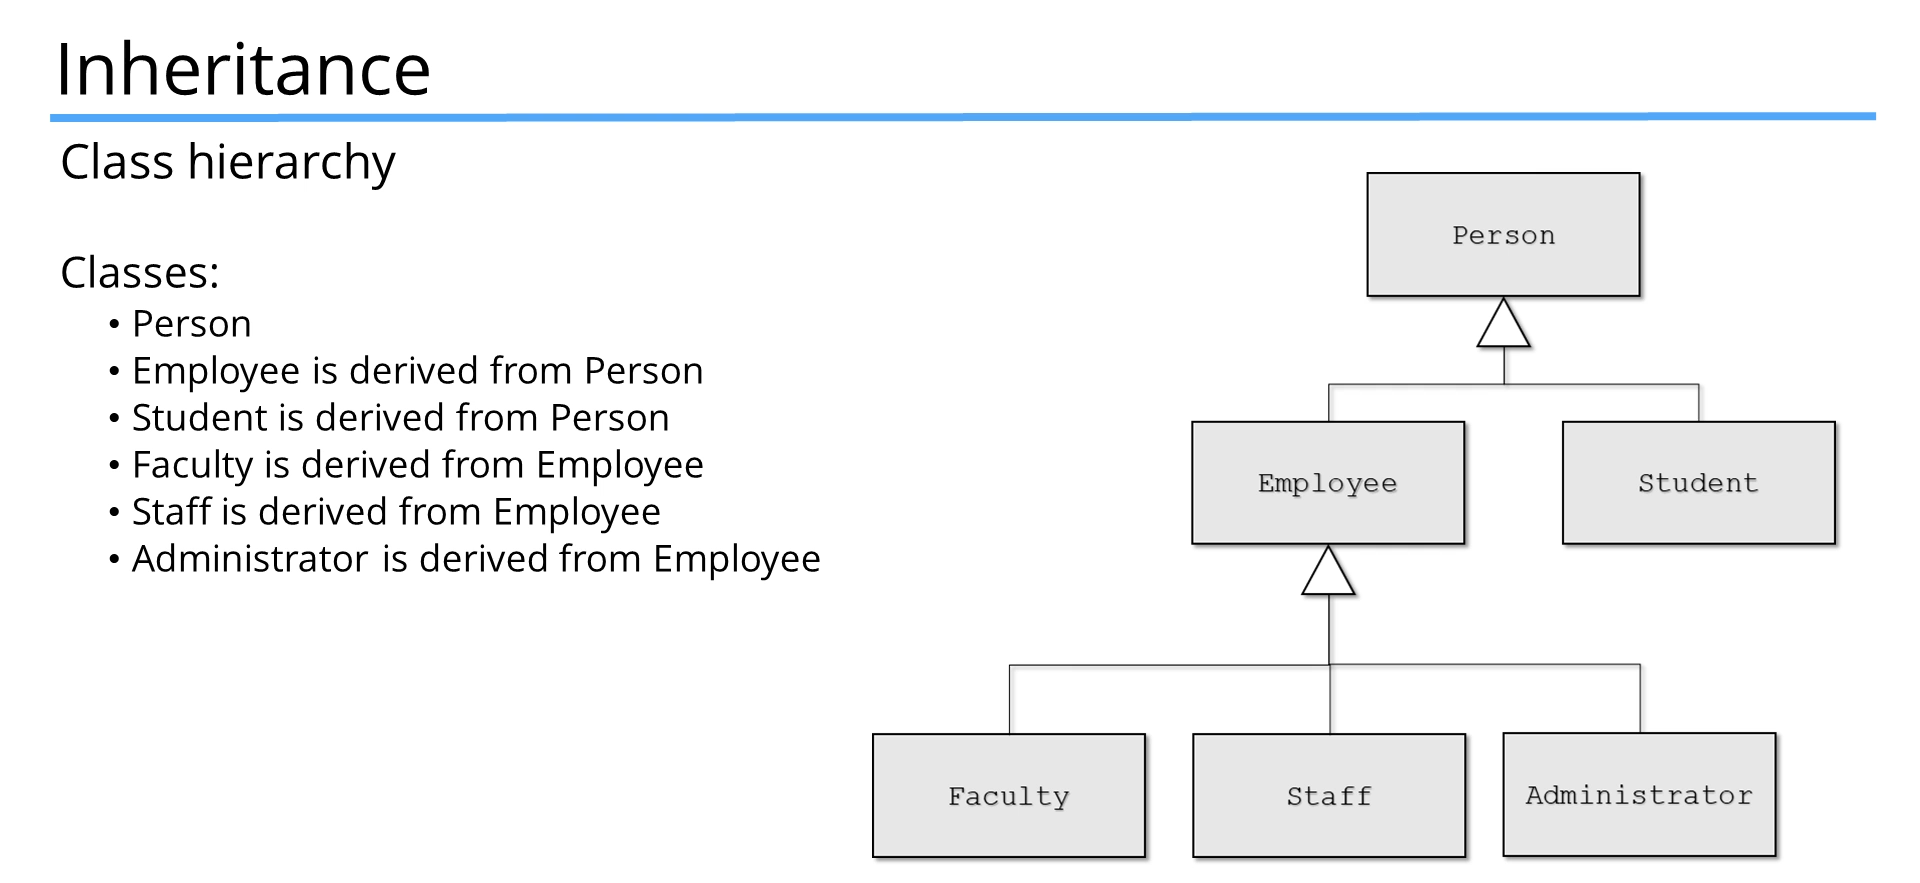 Inheritance
Class hierarchy
Classes:
• Person
• Employee is derived from Person
• Student is derived from Person
• Faculty is derived from Employee
• Staff is derived from Employee
• Administrator is derived from Employee
Person
Employee
Student
Faculty
Staff
Administrator